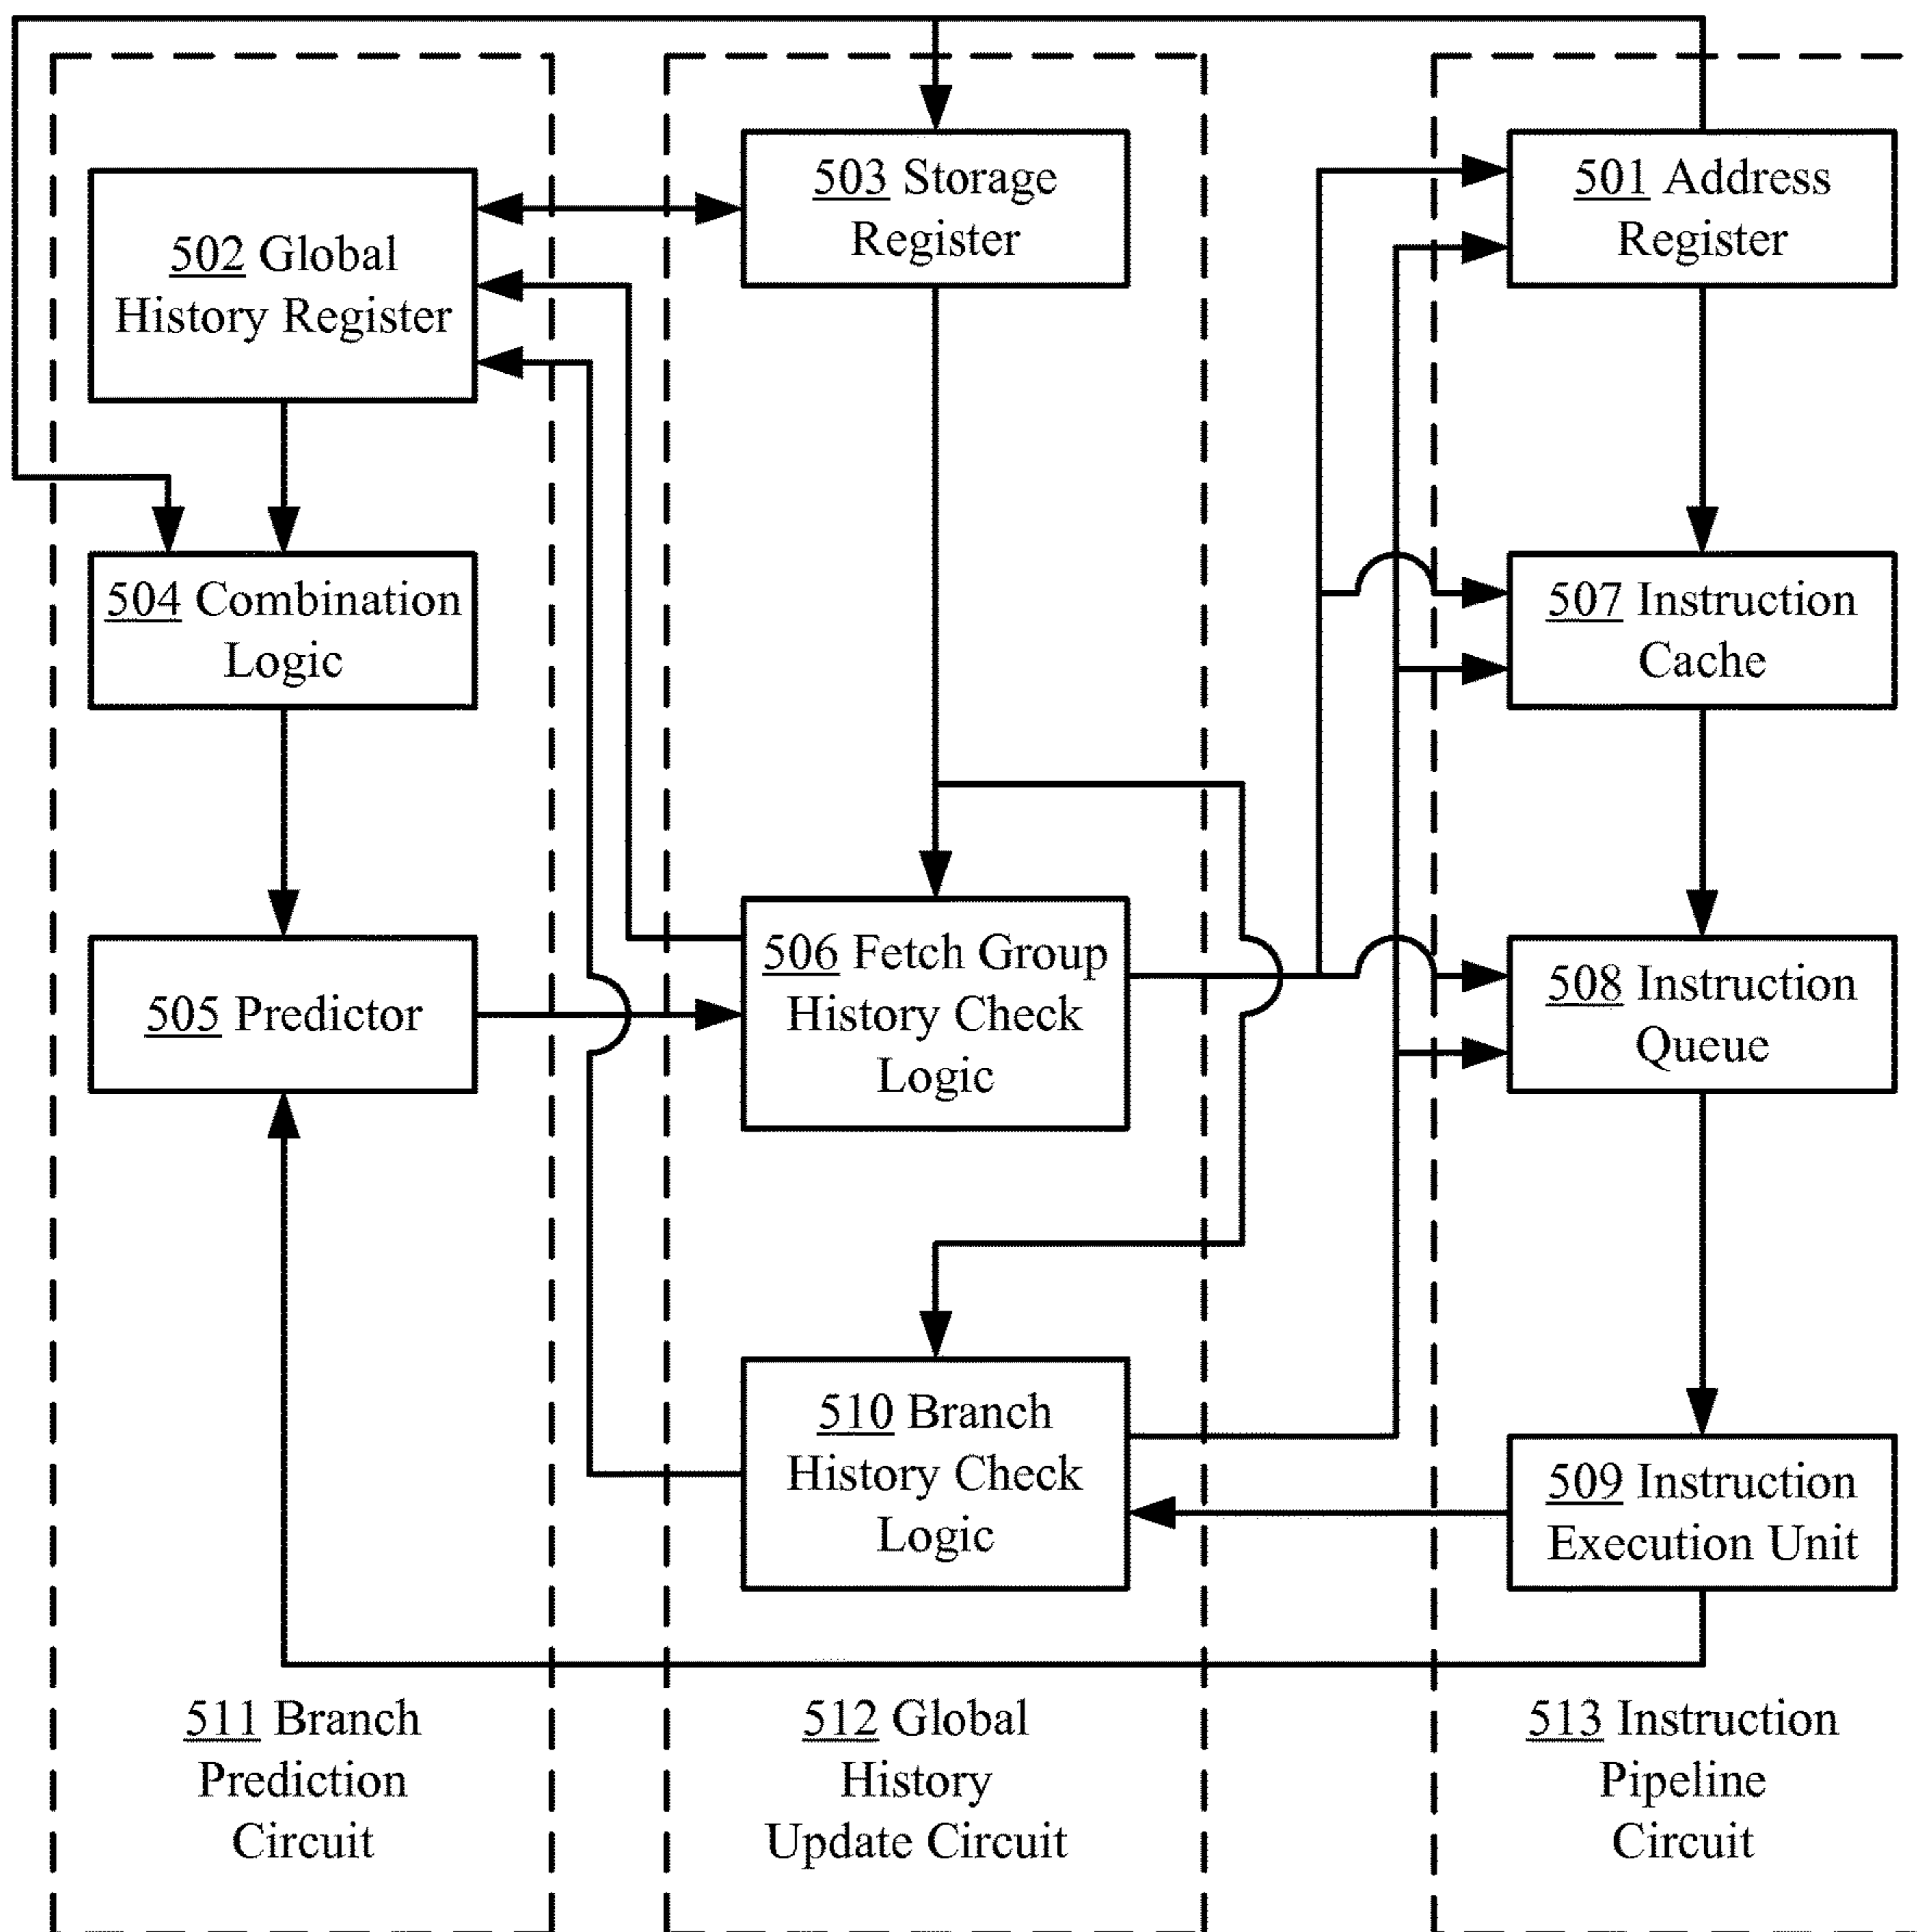 503 Storage
Register
501 Address
Register
502 Global
History Register
504 Combination
Logic
507 Instruction
Cache
505 Predictor
506 Fetch Group
History Check
Logic
508 Instruction
Queue
510 Branch
History Check
Logic
509 Instruction
Execution Unit
511 Branch
Prediction
Circuit
512 Global
History
Update Circuit
513 Instruction
Pipeline
Circuit